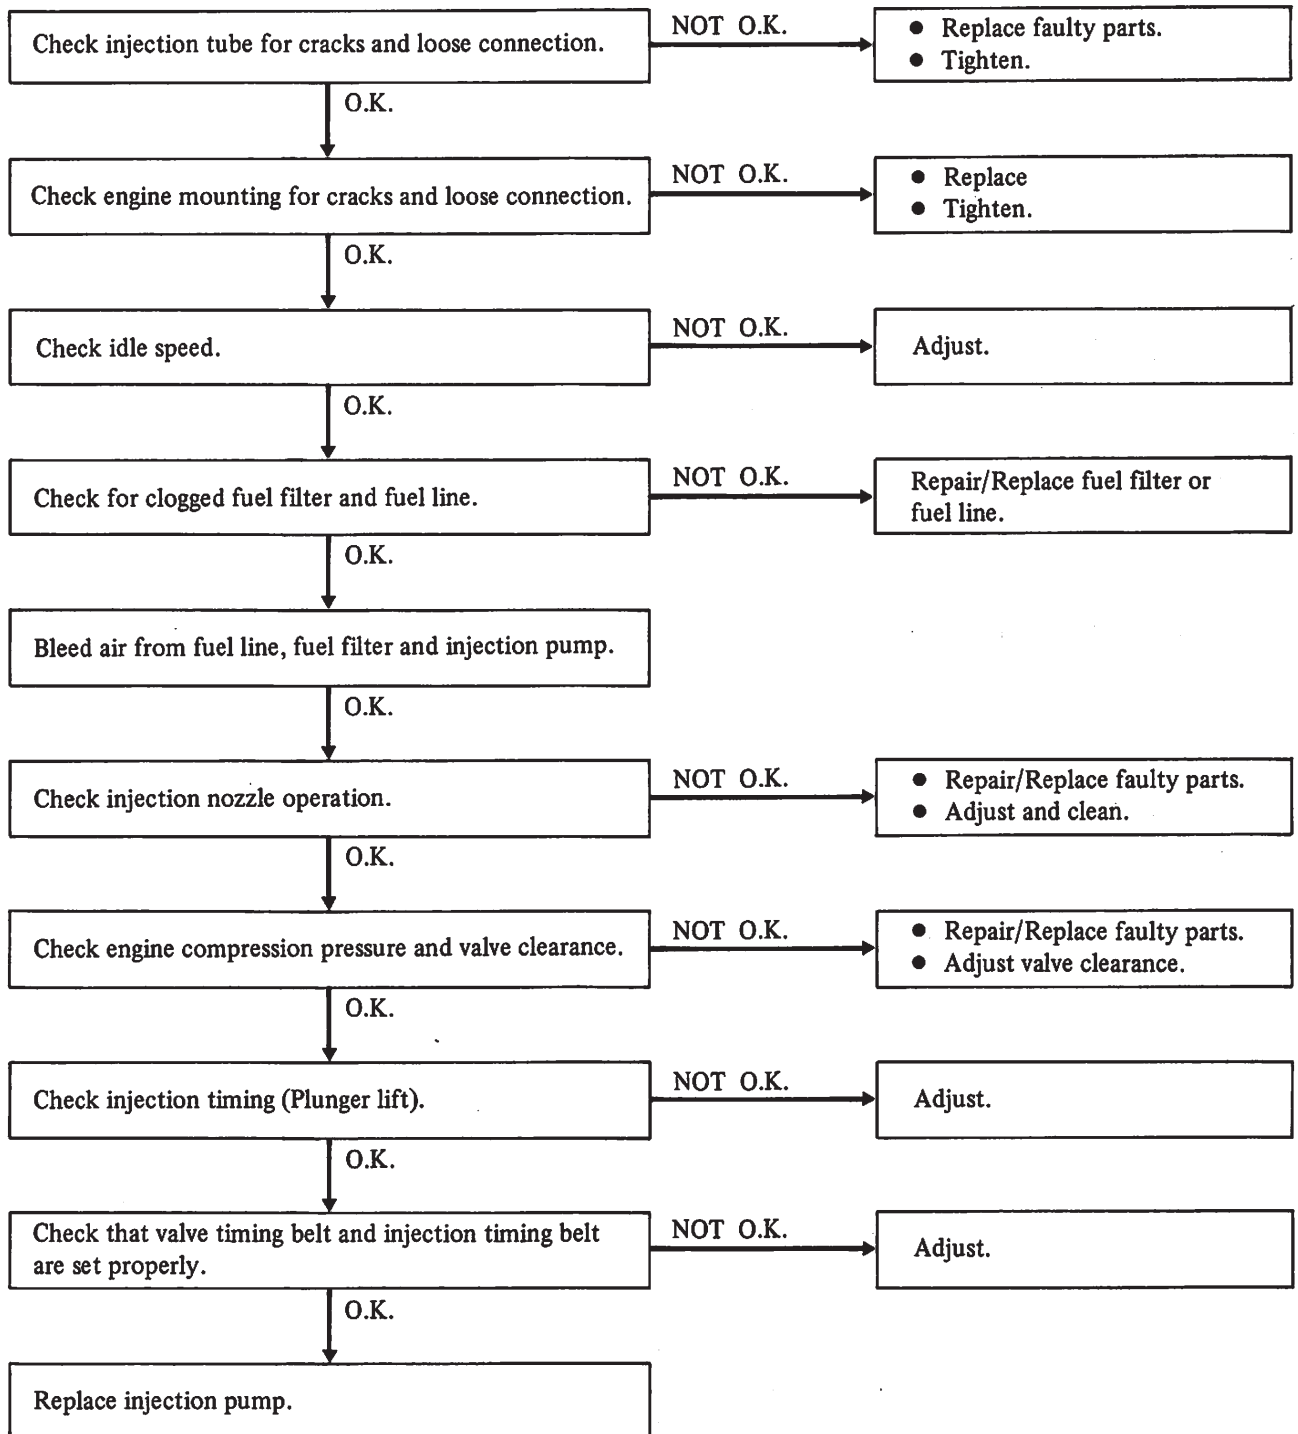 Check injection tube for cracks and loose connection.
NOT O.K.
● Replace faulty parts.
● Tighten.
O.K.
Check engine mounting for cracks and loose connection.
NOT O.K.
● Replace
● Tighten.
O.K.
Check idle speed.
NOT O.K.
Adjust.
O.K.
Check for clogged fuel filter and fuel line.
NOT O.K.
Repair/Replace fuel filter or
fuel line.
O.K.
Bleed air from fuel line, fuel filter and injection pump.
O.K.
Check injection nozzle operation.
NOT O.K.
● Repair/Replace faulty parts.
● Adjust and clean.
O.K.
Check engine compression pressure and valve clearance.
NOT O.K.
● Repair/Replace faulty parts.
● Adjust valve clearance.
O.K.
Check injection timing (Plunger lift).
NOT O.K.
Adjust.
O.K.
Check that valve timing belt and injection timing belt
are set properly.
NOT O.K.
Adjust.
O.K.
Replace injection pump.